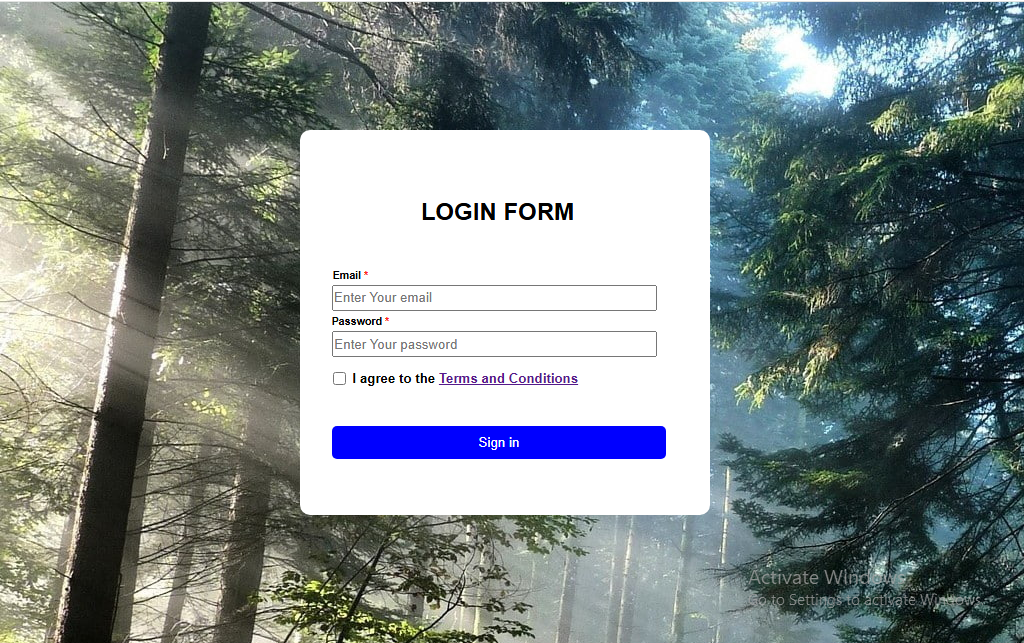 LOGIN FORM
Email *
Enter Your email
Password *
Enter Your password
I agree to the Terms and Conditions
Sign in
Activate Windows
Go to Settings to activate Windows.